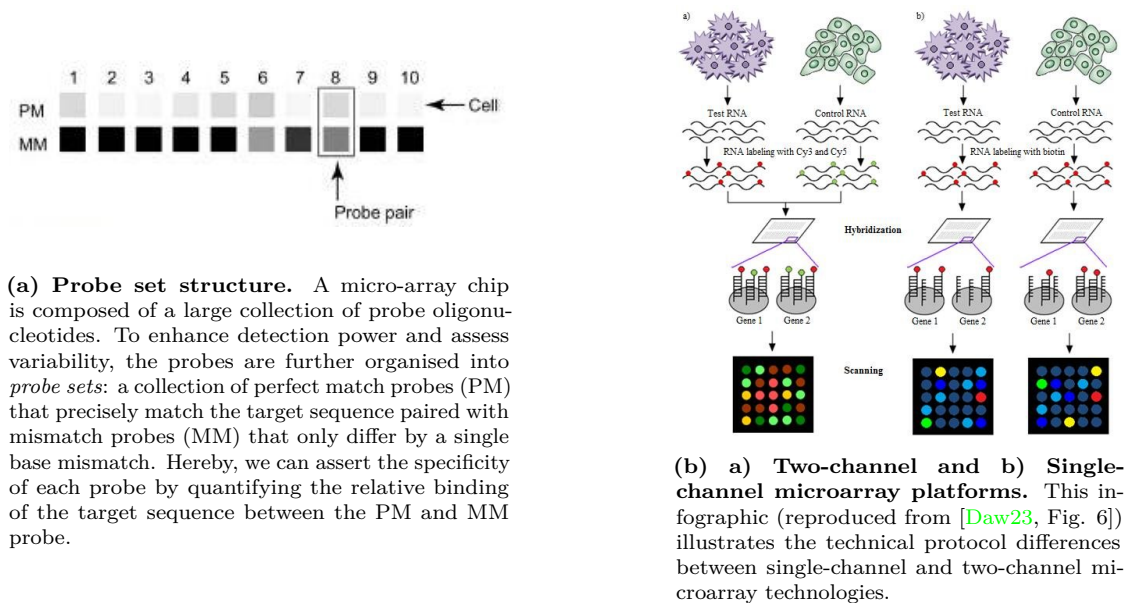 1 2 3 4 5 6 7 8 9 10
PM
Cell
MM
Probe pair
(a) Probe set structure. A micro-array chip
is composed of a large collection of probe oligonu-
cleotides. To enhance detection power and assess
variability, the probes are further organised into
probe sets: a collection of perfect match probes (PM)
that precisely match the target sequence paired with
mismatch probes (MM) that only differ by a single
base mismatch. Hereby, we can assert the specificity
of each probe by quantifying the relative binding
of the target sequence between the PM and MM
probe.
a) b)
Test RNA Control RNA Test RNA Control RNA
RNA labeling with Cy3 and Cy5 RNA labeling with biotin
Hybridization
Gene 1 Gene 2 Gene 1 Gene 2 Gene 1 Gene 2
Scanning
(b) a) Two-channel and b) Single-
channel microarray platforms. This in-
fographic (reproduced from [Daw23, Fig. 6])
illustrates the technical protocol differences
between single-channel and two-channel mi-
croarray technologies.